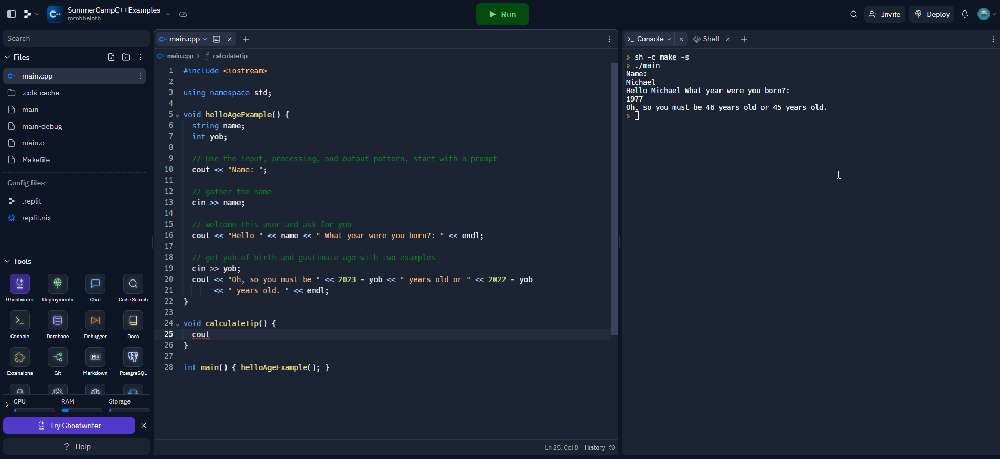 SummerCampC++Examples
mrobbeloth
Run
Invite
Deploy
Search
Files
main.cpp
.ccls-cache
main
main-debug
main.o
Makefile
Config files
.replit
replit.nix
Tools
Ghostwriter Deployments Chat Code Search
Console Database Debugger Docs
Extensions Git Markdown PostgreSQL
CPU RAM Storage
Try Ghostwriter
? Help
main.cpp
main.cpp > f calculateTip
1 #include <iostream>
2
3 using namespace std;
4
5 void helloAgeExample() {
6 string name;
7 int yob;
8
9 // Use the input, processing, and output pattern, start with a prompt
10 cout << "Name: ";
11
12 // gather the name
13 cin >> name;
14
15 // welcome this user and ask for yob
16 cout << "Hello " << name << " What year were you born?: " << endl;
17
18 // get yob of birth and gustimate age with two examples
19 cin >> yob;
20 cout << "Oh, so you must be " << 2023 - yob << " years old or " << 2022 - yob
21 << " years old. " << endl;
22 }
23
24 void calculateTip() {
25 cout
26 }
27
28 int main() { helloAgeExample(); }
Ln 25, Col 8 History
Console Shell
sh -c make -s
./main
Name:
Michael
Hello Michael What year were you born?:
1977
Oh, so you must be 46 years old or 45 years old.